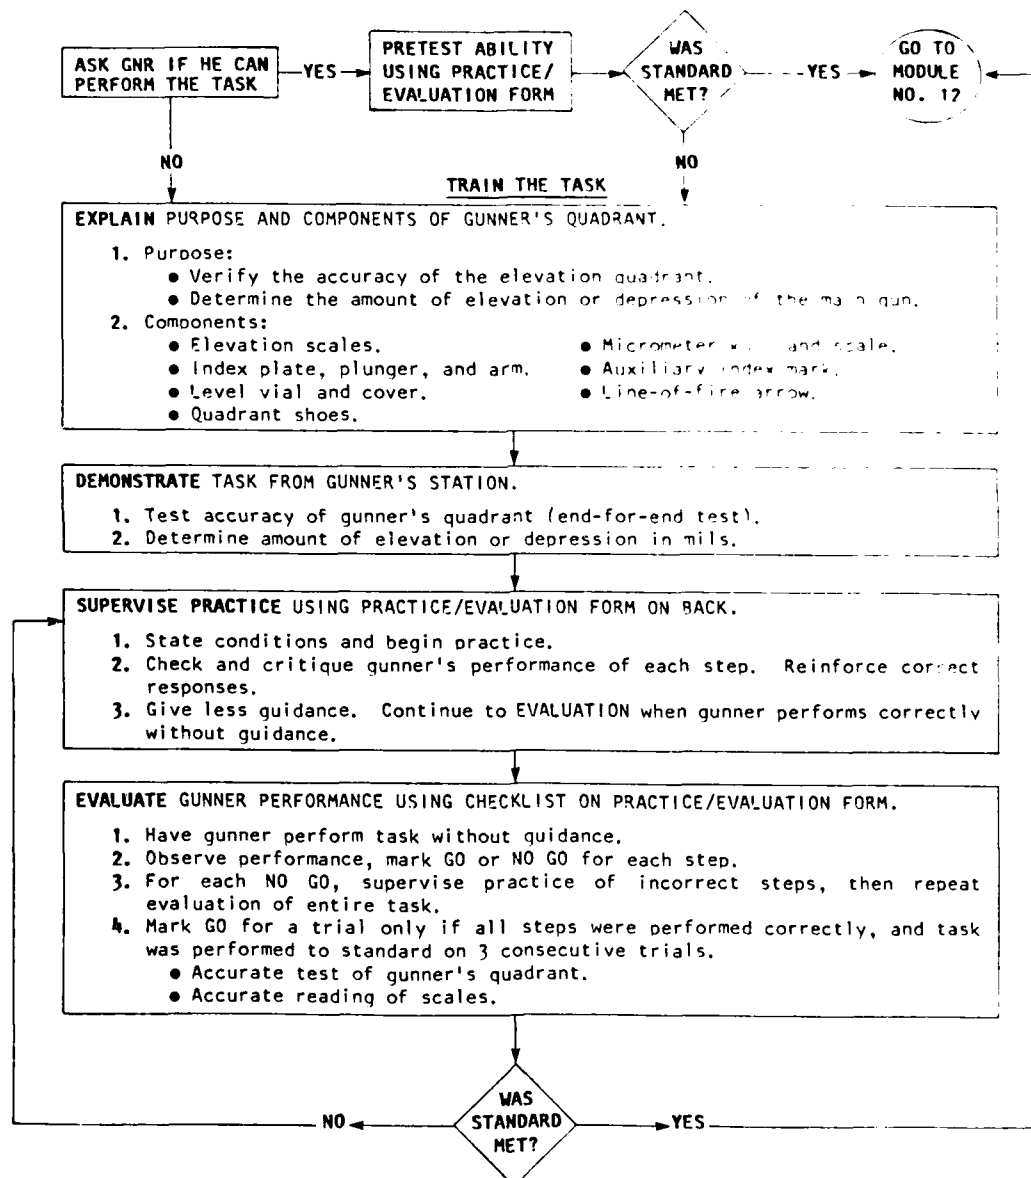 ASK GNR IF HE CAN
PERFORM THE TASK
YES
PRETEST ABILITY
USING PRACTICE/
EVALUATION FORM
WAS
STANDARD
MET?
YES
GO TO
MODULE
NO. 12
NO
NO
TRAIN THE TASK
EXPLAIN PURPOSE AND COMPONENTS OF GUNNER'S QUADRANT.
1. Purpose:
● Verify the accuracy of the elevation quadrant.
● Determine the amount of elevation or depression of the main gun.
2. Components:
● Elevation scales.
● Index plate, plunger, and arm.
● Level vial and cover.
● Quadrant shoes.
● Micrometer and scale.
● Auxiliary index mark.
● Line-of-fire arrow.
DEMONSTRATE TASK FROM GUNNER'S STATION.
1. Test accuracy of gunner's quadrant (end-for-end test).
2. Determine amount of elevation or depression in mils.
SUPERVISE PRACTICE USING PRACTICE/EVALUATION FORM ON BACK.
1. State conditions and begin practice.
2. Check and critique gunner's performance of each step. Reinforce correct
responses.
3. Give less guidance. Continue to EVALUATION when gunner performs correctly
without guidance.
EVALUATE GUNNER PERFORMANCE USING CHECKLIST ON PRACTICE/EVALUATION FORM.
1. Have gunner perform task without guidance.
2. Observe performance, mark GO or NO GO for each step.
3. For each NO GO, supervise practice of incorrect steps, then repeat
evaluation of entire task.
4. Mark GO for a trial only if all steps were performed correctly, and task
was performed to standard on 3 consecutive trials.
● Accurate test of gunner's quadrant.
● Accurate reading of scales.
NO
WAS
STANDARD
MET?
YES